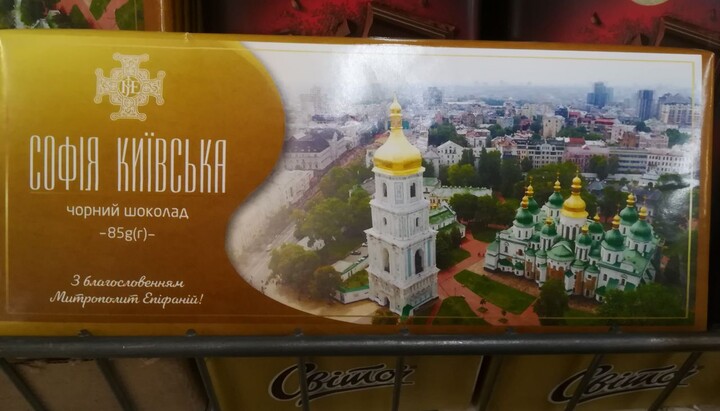 СОФІЯ КИЇВСЬКА
чорний шоколад
–85g(г)–
З благословенням
Митрополит Епіфаній!
Світоч
Світоч